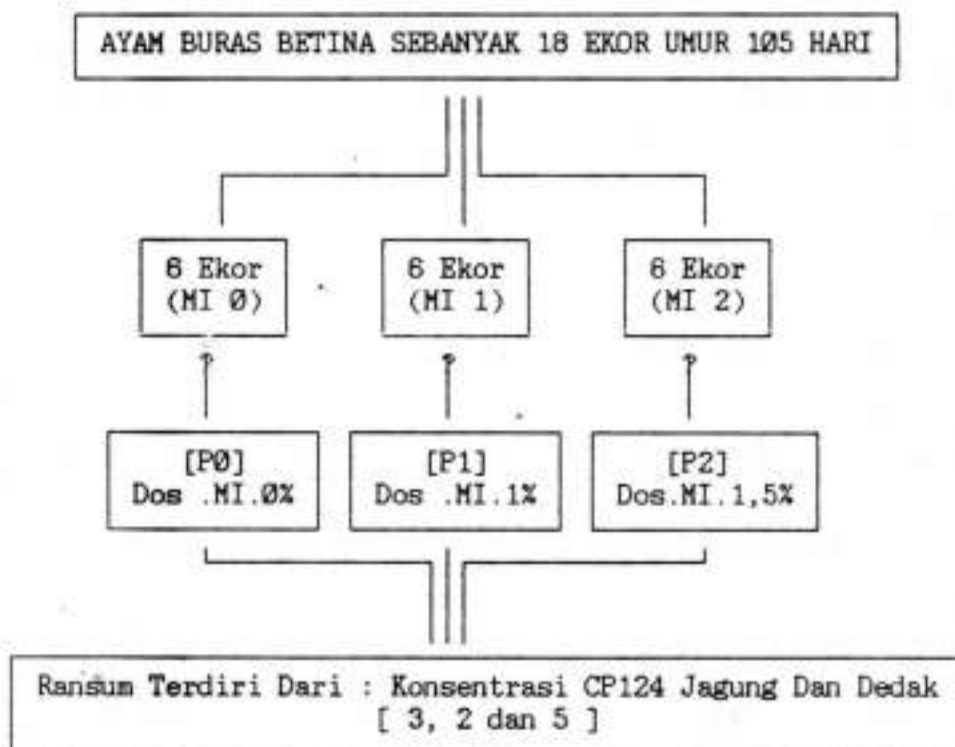 AYAM BURAS BETINA SEBANYAK 18 EKOR UMUR 105 HARI
6 Ekor
(MI 0)
6 Ekor
(MI 1)
6 Ekor
(MI 2)
[P0]
Dos .MI.0%
[P1]
Dos .MI.1%
[P2]
Dos.MI.1,5%
Ransum Terdiri Dari : Konsentrasi CP124 Jagung Dan Dedak
[ 3, 2 dan 5 ]